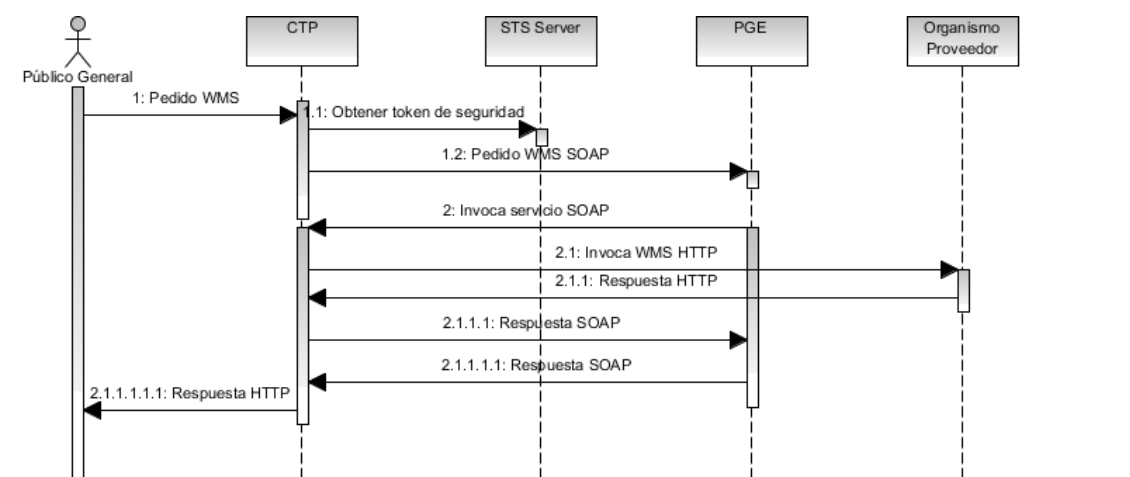 CTP
STS Server
PGE
Organismo
Proveedor
Público General
1: Pedido WMS
1.1: Obtener token de seguridad
1.2: Pedido WMS SOAP
2: Invoca servicio SOAP
2.1: Invoca WMS HTTP
2.1.1: Respuesta HTTP
2.1.1.1: Respuesta SOAP
2.1.1.1.1: Respuesta SOAP
2.1.1.1.1.1: Respuesta HTTP